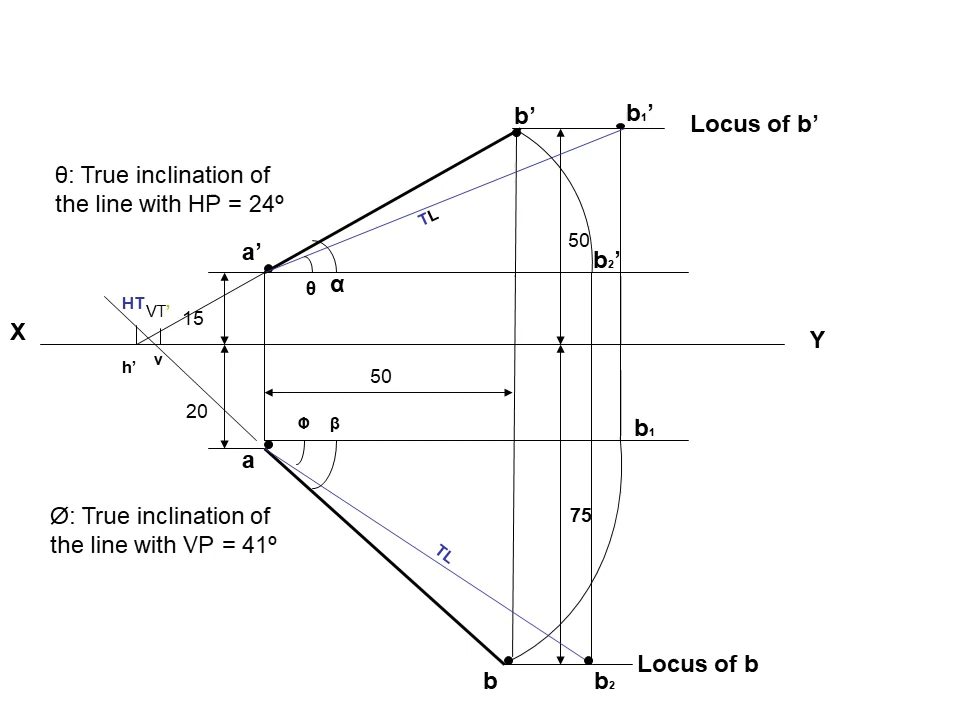 b’
b₁’
Locus of b’
θ: True inclination of
the line with HP = 24º
TL
50
a’
b₂’
θ
α
HT
VT’
15
X
Y
h’
v
50
20
Φ
β
b₁
a
Ø: True inclination of
the line with VP = 41º
75
TL
Locus of b
b
b₂